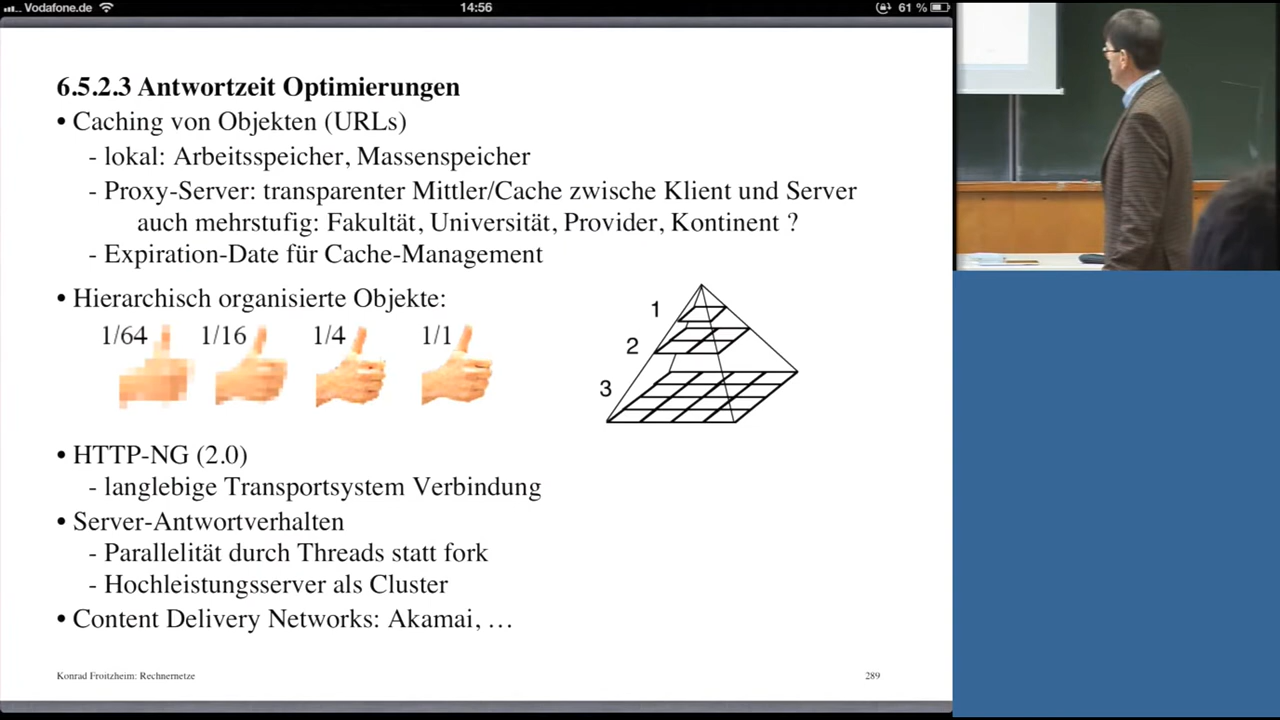 Vodafone.de
14:56
61 %
6.5.2.3 Antwortzeit Optimierungen
• Caching von Objekten (URLs)
- lokal: Arbeitsspeicher, Massenspeicher
- Proxy-Server: transparenter Mittler/Cache zwische Klient und Server
auch mehrstufig: Fakultät, Universität, Provider, Kontinent ?
- Expiration-Date für Cache-Management
• Hierarchisch organisierte Objekte:
1/64 1/16 1/4 1/1
1
2
3
• HTTP-NG (2.0)
- langlebige Transportsystem Verbindung
• Server-Antwortverhalten
- Parallelität durch Threads statt fork
- Hochleistungsserver als Cluster
• Content Delivery Networks: Akamai, …
Konrad Froitzheim: Rechnernetze
289